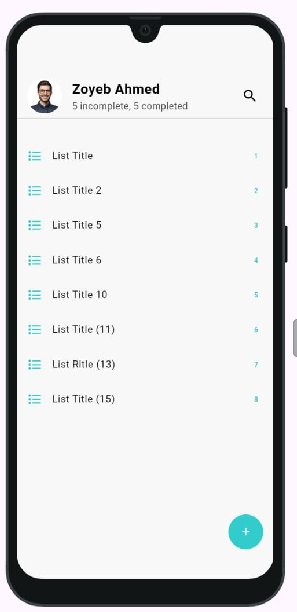 Zoyeb Ahmed
5 incomplete, 5 completed
List Title 1
List Title 2 2
List Title 5 3
List Title 6 4
List Title 10 5
List Title (11) 6
List Ritle (13) 7
List Title (15) 8
+